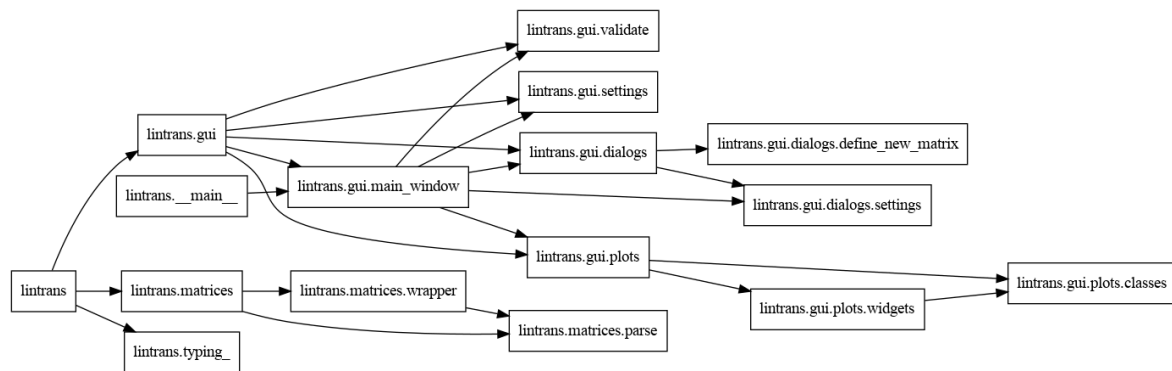 lintrans.gui.validate
lintrans.gui.settings
lintrans.gui
lintrans.gui.dialogs
lintrans.gui.dialogs.define_new_matrix
lintrans.gui.main_window
lintrans.__main__
lintrans.gui.dialogs.settings
lintrans.gui.plots
lintrans
lintrans.matrices
lintrans.matrices.wrapper
lintrans.gui.plots.classes
lintrans.gui.plots.widgets
lintrans.matrices.parse
lintrans.typing_